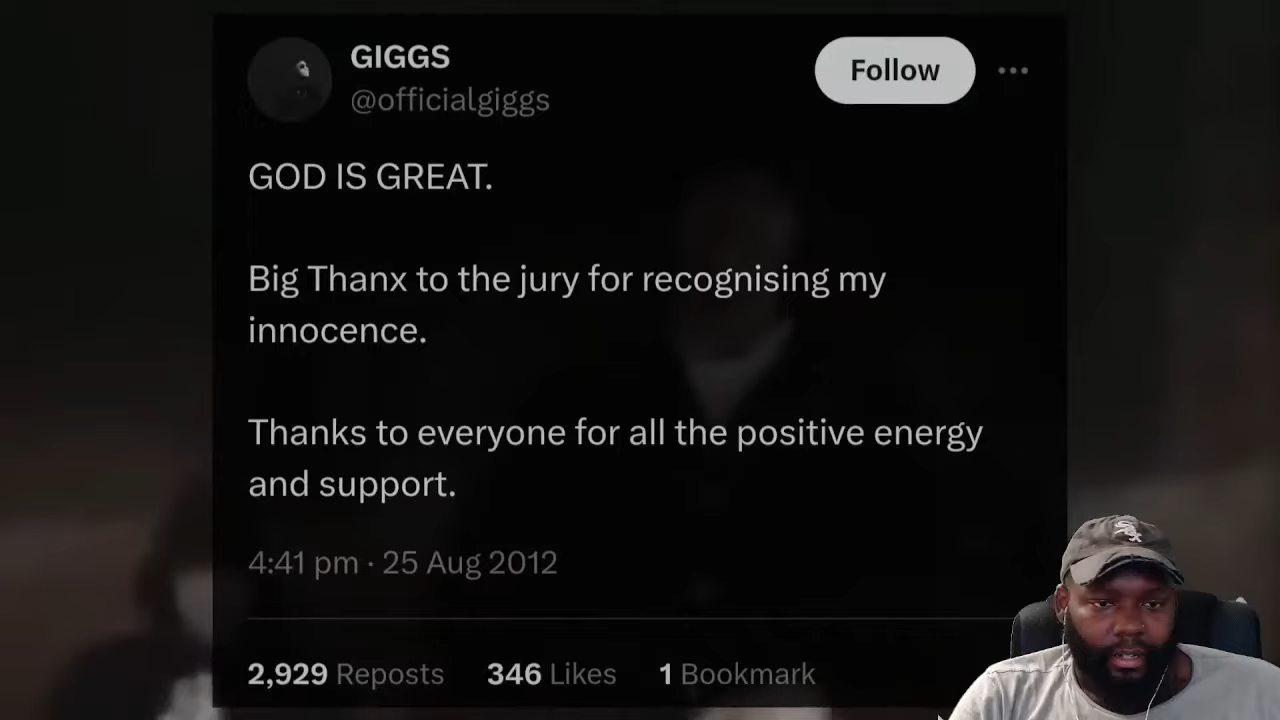 GIGGS
Follow
@officialgiggs
GOD IS GREAT.
Big Thanx to the jury for recognising my
innocence.
Thanks to everyone for all the positive energy
and support.
4:41 pm · 25 Aug 2012
2,929 Reposts 346 Likes 1 Bookmark